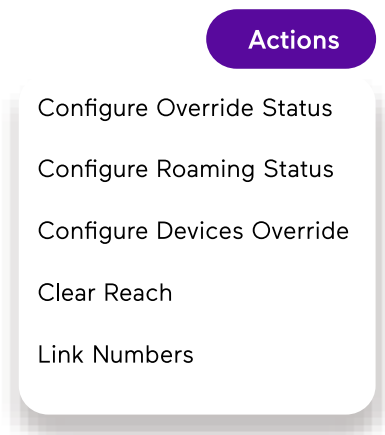 Actions
Configure Override Status
Configure Roaming Status
Configure Devices Override
Clear Reach
Link Numbers